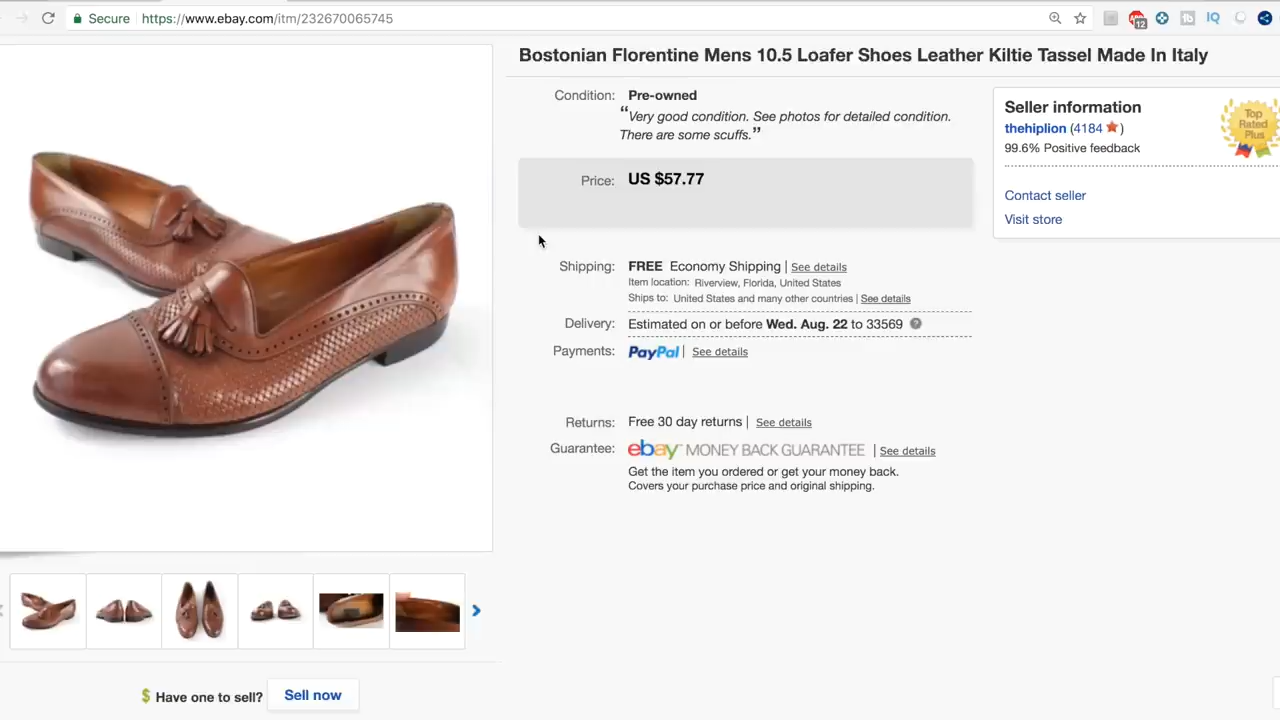 Secure https://www.ebay.com/itm/232670065745
12
IQ
Bostonian Florentine Mens 10.5 Loafer Shoes Leather Kiltie Tassel Made In Italy
Condition: Pre-owned
“Very good condition. See photos for detailed condition.
There are some scuffs.”
Price: US $57.77
Seller information
thehiplion (4184 )
99.6% Positive feedback
Top
Rated
Plus
Contact seller
Visit store
Shipping: FREE Economy Shipping | See details
Item location: Riverview, Florida, United States
Ships to: United States and many other countries | See details
Delivery: Estimated on or before Wed. Aug. 22 to 33569 ?
Payments: PayPal | See details
Returns: Free 30 day returns | See details
Guarantee: ebay MONEY BACK GUARANTEE | See details
Get the item you ordered or get your money back.
Covers your purchase price and original shipping.
$ Have one to sell? Sell now